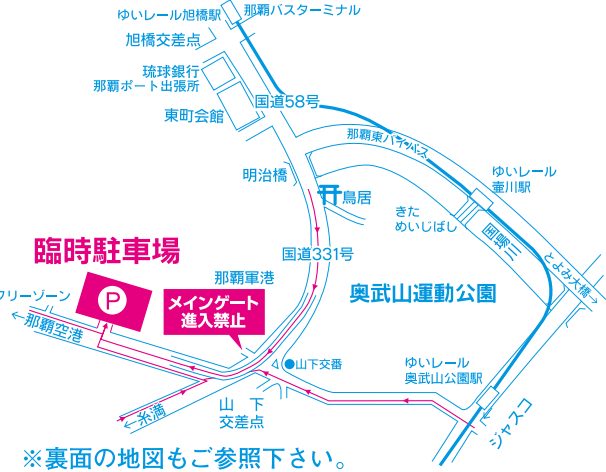 ゆいレール旭橋駅
那覇バスターミナル
旭橋交差点
琉球銀行
那覇ポート出張所
東町会館
国道58号
那覇東バイパス
ゆいレール
壷川駅
明治橋
鳥居
きた
めいじばし
国場川
とよみ大橋
国道331号
臨時駐車場
P
那覇軍港
メインゲート
進入禁止
奥武山運動公園
フリーゾーン
那覇空港
山下交番
ゆいレール
奥武山公園駅
糸満
山下
交差点
ジャスコ
※裏面の地図もご参照下さい。